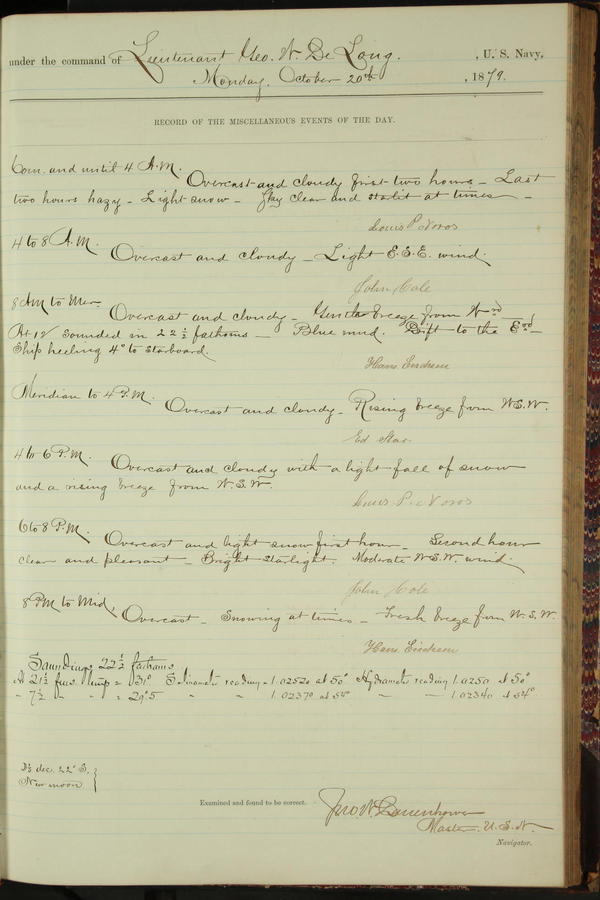 under the command of Lieutenant Geo. W. De Long. , U. S. Navy,
Monday, October 20th , 1879.
RECORD OF THE MISCELLANEOUS EVENTS OF THE DAY.
Com. and until 4 A.M. Overcast and cloudy first two hours – Last
two hours hazy – Light snow – Sky clear and starlit at times –
Louis P. Noros
4 to 8 A.M. Overcast and cloudy – Light E.S.E. wind.
John Cole
8 AM to Mer Overcast and cloudy – Gentle breeze from Wrd
At 12 sounded in 22½ fathoms – Blue mud. Drift to the Erd –
Ship heeling 4° to starboard.
Hans Erichsen
Meridian to 4 P.M. Overcast and cloudy – Rising breeze from W.S.W.
Ed Star
4 to 6 P.M. Overcast and cloudy with a light fall of snow
and a rising breeze from W.S.W.
Louis P. Noros
6 to 8 P.M. Overcast and light snow first hour – Second hour
clear and pleasant – Bright starlight. Moderate W.S.W. wind.
John Cole
8 PM to Mid, Overcast – Snowing at times – Fresh breeze from W.S.W.
Hans Erichsen
Soundings 22½ fathoms
At 21½ fms temp = 31° Salinometer reading 1.02520 at 50° Hydrometer reading 1.0250 at 50°
" 7½ " " = 29°.5 " " 1.0237 at 54° " " 1.0234 at 54°
dec. 22° S.
New moon
Examined and found to be correct. Jno W. Danenhower
Master U.S.N.
Navigator.